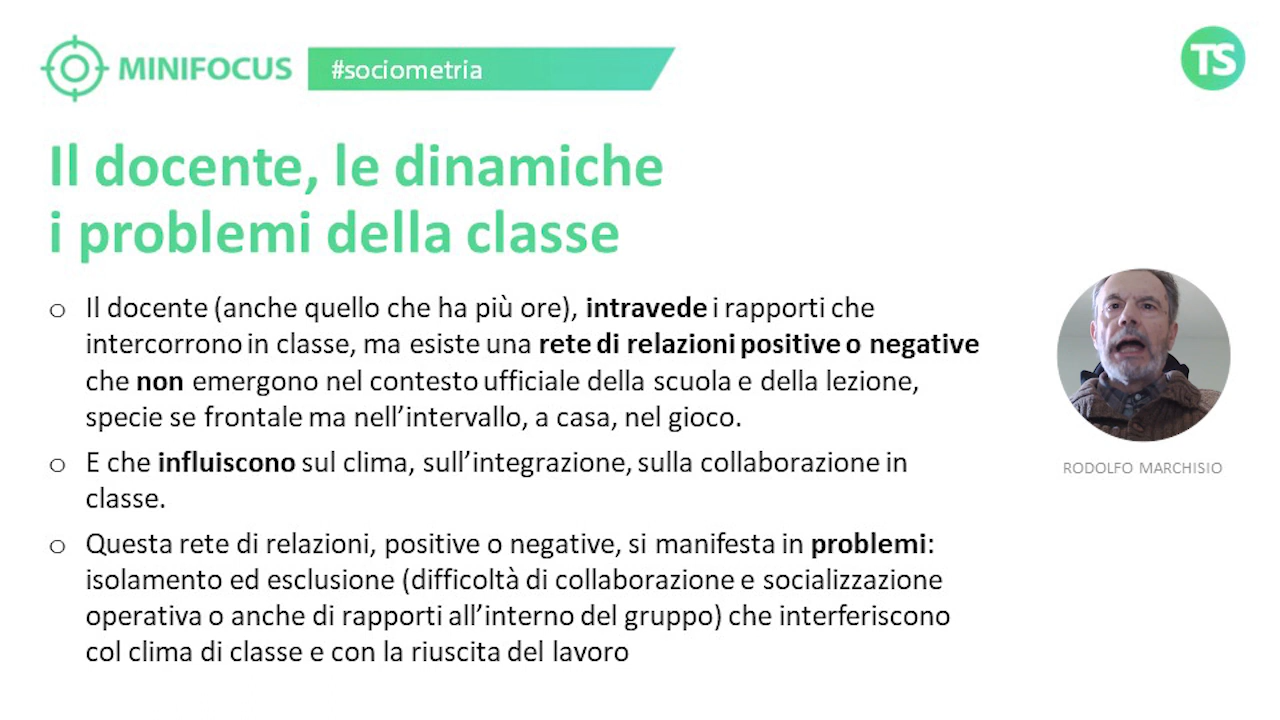 MINIFOCUS
#sociometria
TS
Il docente, le dinamiche
i problemi della classe
o Il docente (anche quello che ha più ore), intravede i rapporti che
intercorrono in classe, ma esiste una rete di relazioni positive o negative
che non emergono nel contesto ufficiale della scuola e della lezione,
specie se frontale ma nell’intervallo, a casa, nel gioco.
o E che influiscono sul clima, sull’integrazione, sulla collaborazione in
classe.
o Questa rete di relazioni, positive o negative, si manifesta in problemi:
isolamento ed esclusione (difficoltà di collaborazione e socializzazione
operativa o anche di rapporti all’interno del gruppo) che interferiscono
col clima di classe e con la riuscita del lavoro
RODOLFO MARCHISIO